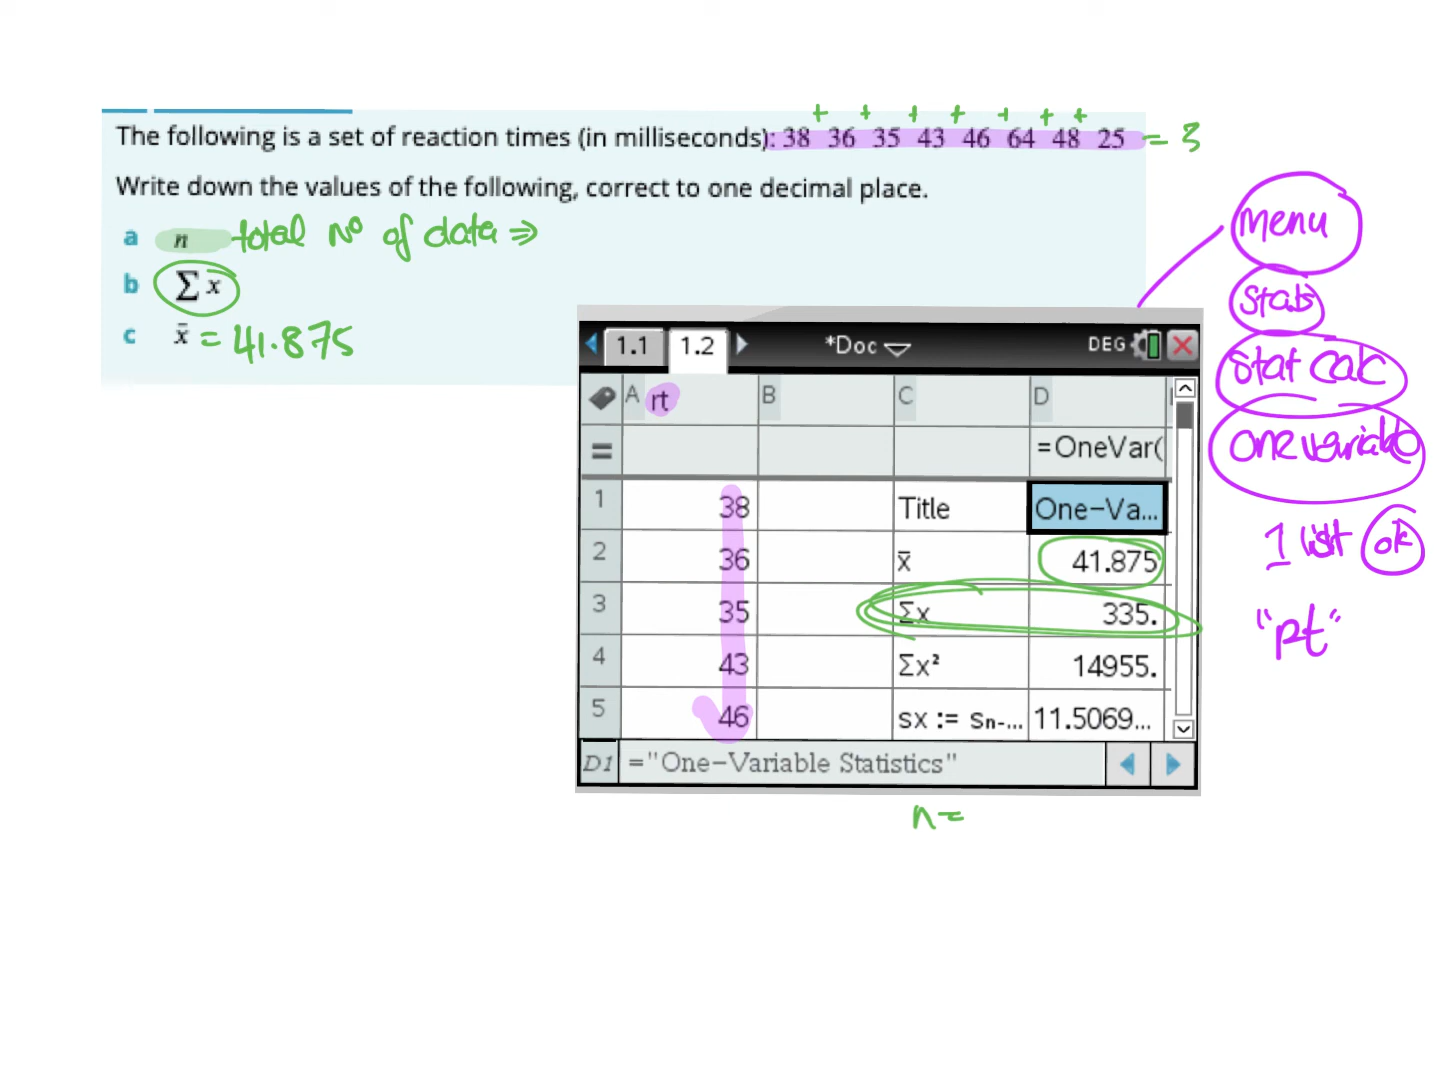 + + + + + + +
The following is a set of reaction times (in milliseconds): 38 36 35 43 46 64 48 25 = 3
Write down the values of the following, correct to one decimal place.
a n total No of data ⇒
b Σ x
c x̄ = 41.875
menu
Stats
Stat Calc
one variable
1 list ok
"pt"
1.1 1.2 *Doc DEG
A rt B C D
= =OneVar(
1 38 Title One-Va...
2 36 x̄ 41.875
3 35 Σx 335.
4 43 Σx² 14955.
5 46 sx := sn-... 11.5069...
D1 ="One-Variable Statistics"
n=